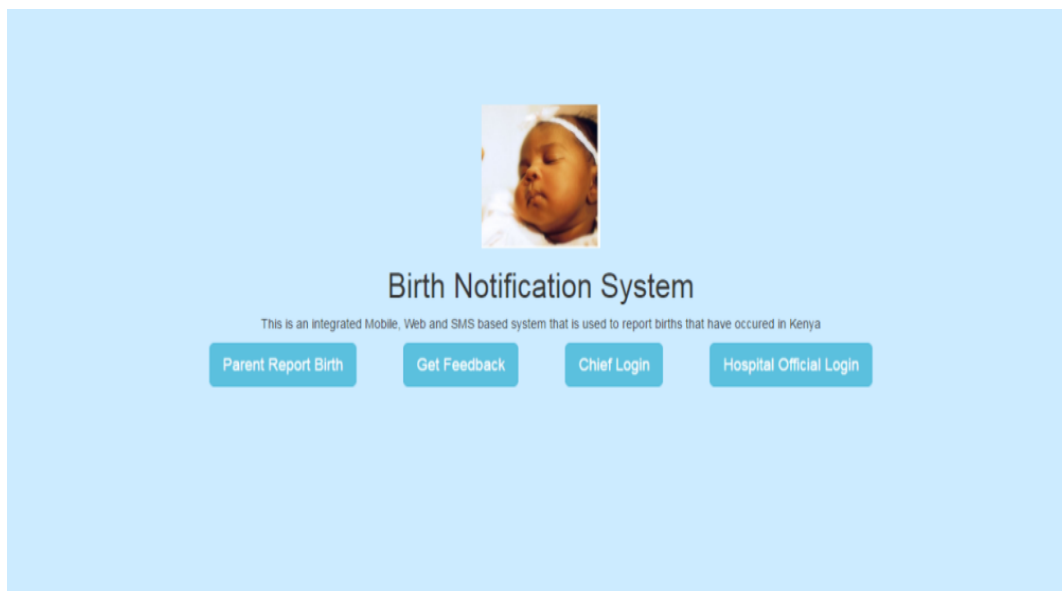 Birth Notification System
This is an integrated Mobile, Web and SMS based system that is used to report births that have occured in Kenya
Parent Report Birth Get Feedback Chief Login Hospital Official Login